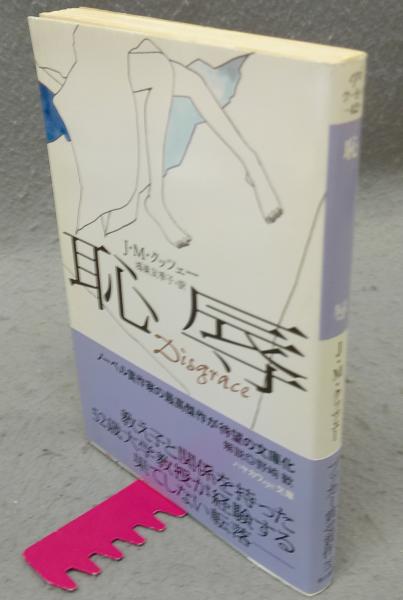 J・M・クッツェー
鴻巣友季子・訳
恥辱
Disgrace
ノーベル賞作家の最高傑作が待望の文庫化
解説◎野崎 歓
ハヤカワepi文庫
教え子と関係を持った
52歳大学教授が経験する
果てしない転落――
恥
辱
J・M・クッツェー